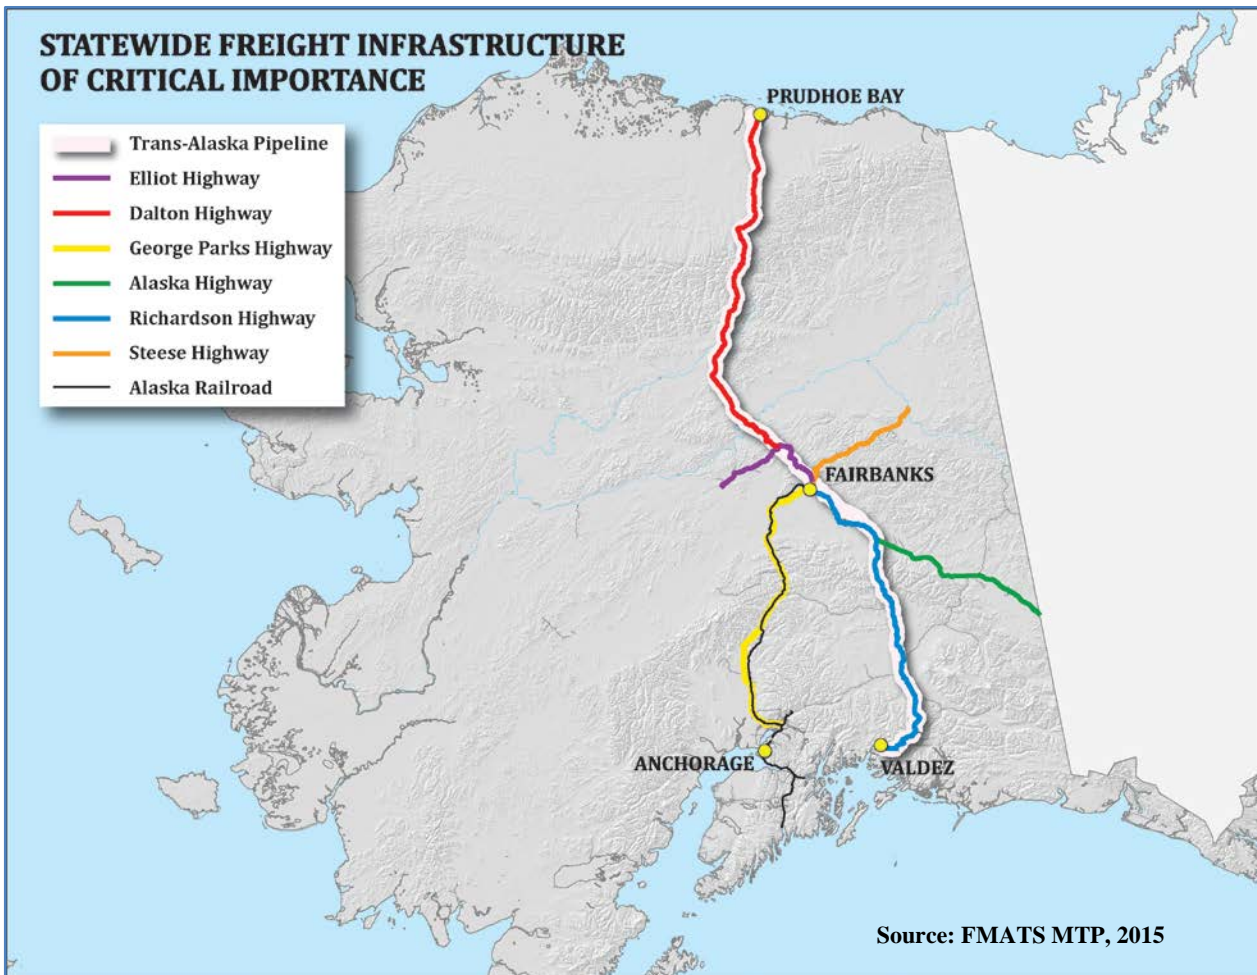 STATEWIDE FREIGHT INFRASTRUCTURE
OF CRITICAL IMPORTANCE
PRUDHOE BAY
Trans-Alaska Pipeline
Elliot Highway
Dalton Highway
George Parks Highway
Alaska Highway
Richardson Highway
Steese Highway
Alaska Railroad
FAIRBANKS
ANCHORAGE
VALDEZ
Source: FMATS MTP, 2015